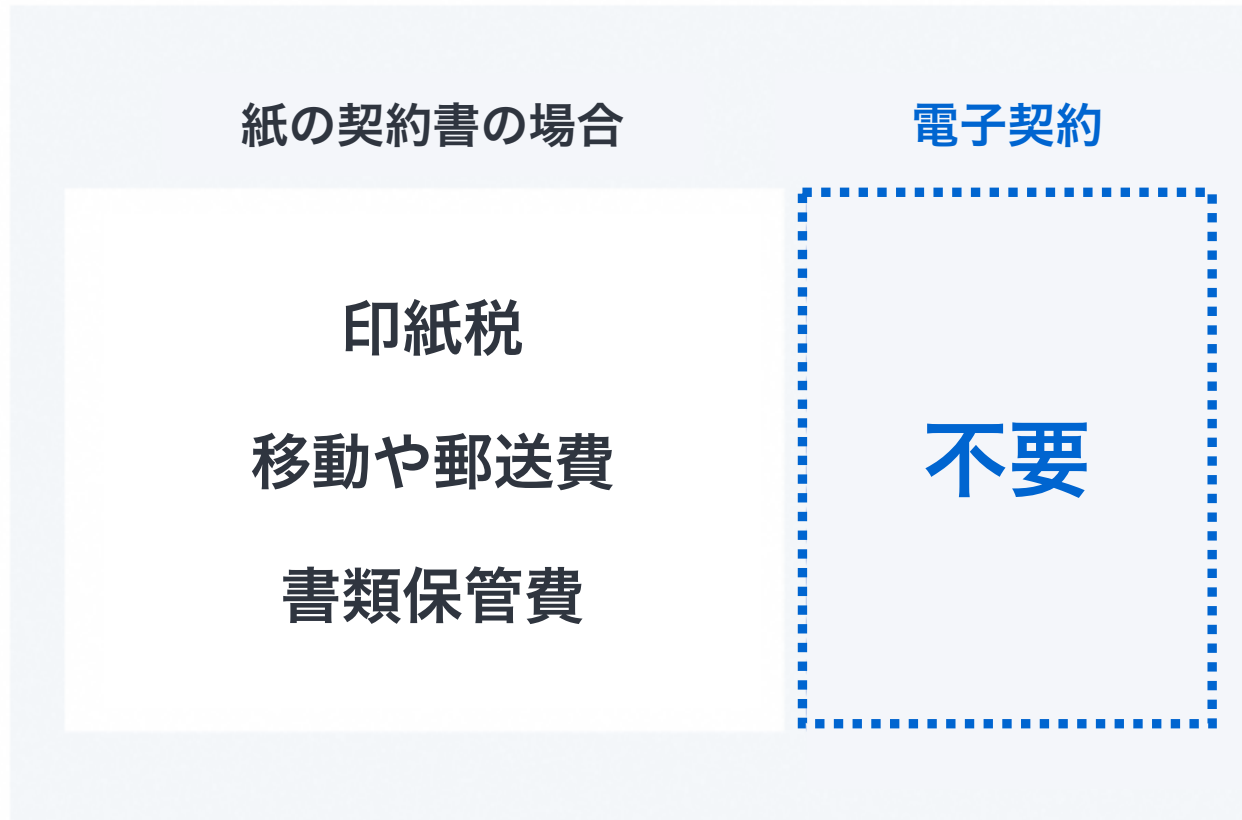 紙の契約書の場合
電子契約
印紙税
移動や郵送費
書類保管費
不要